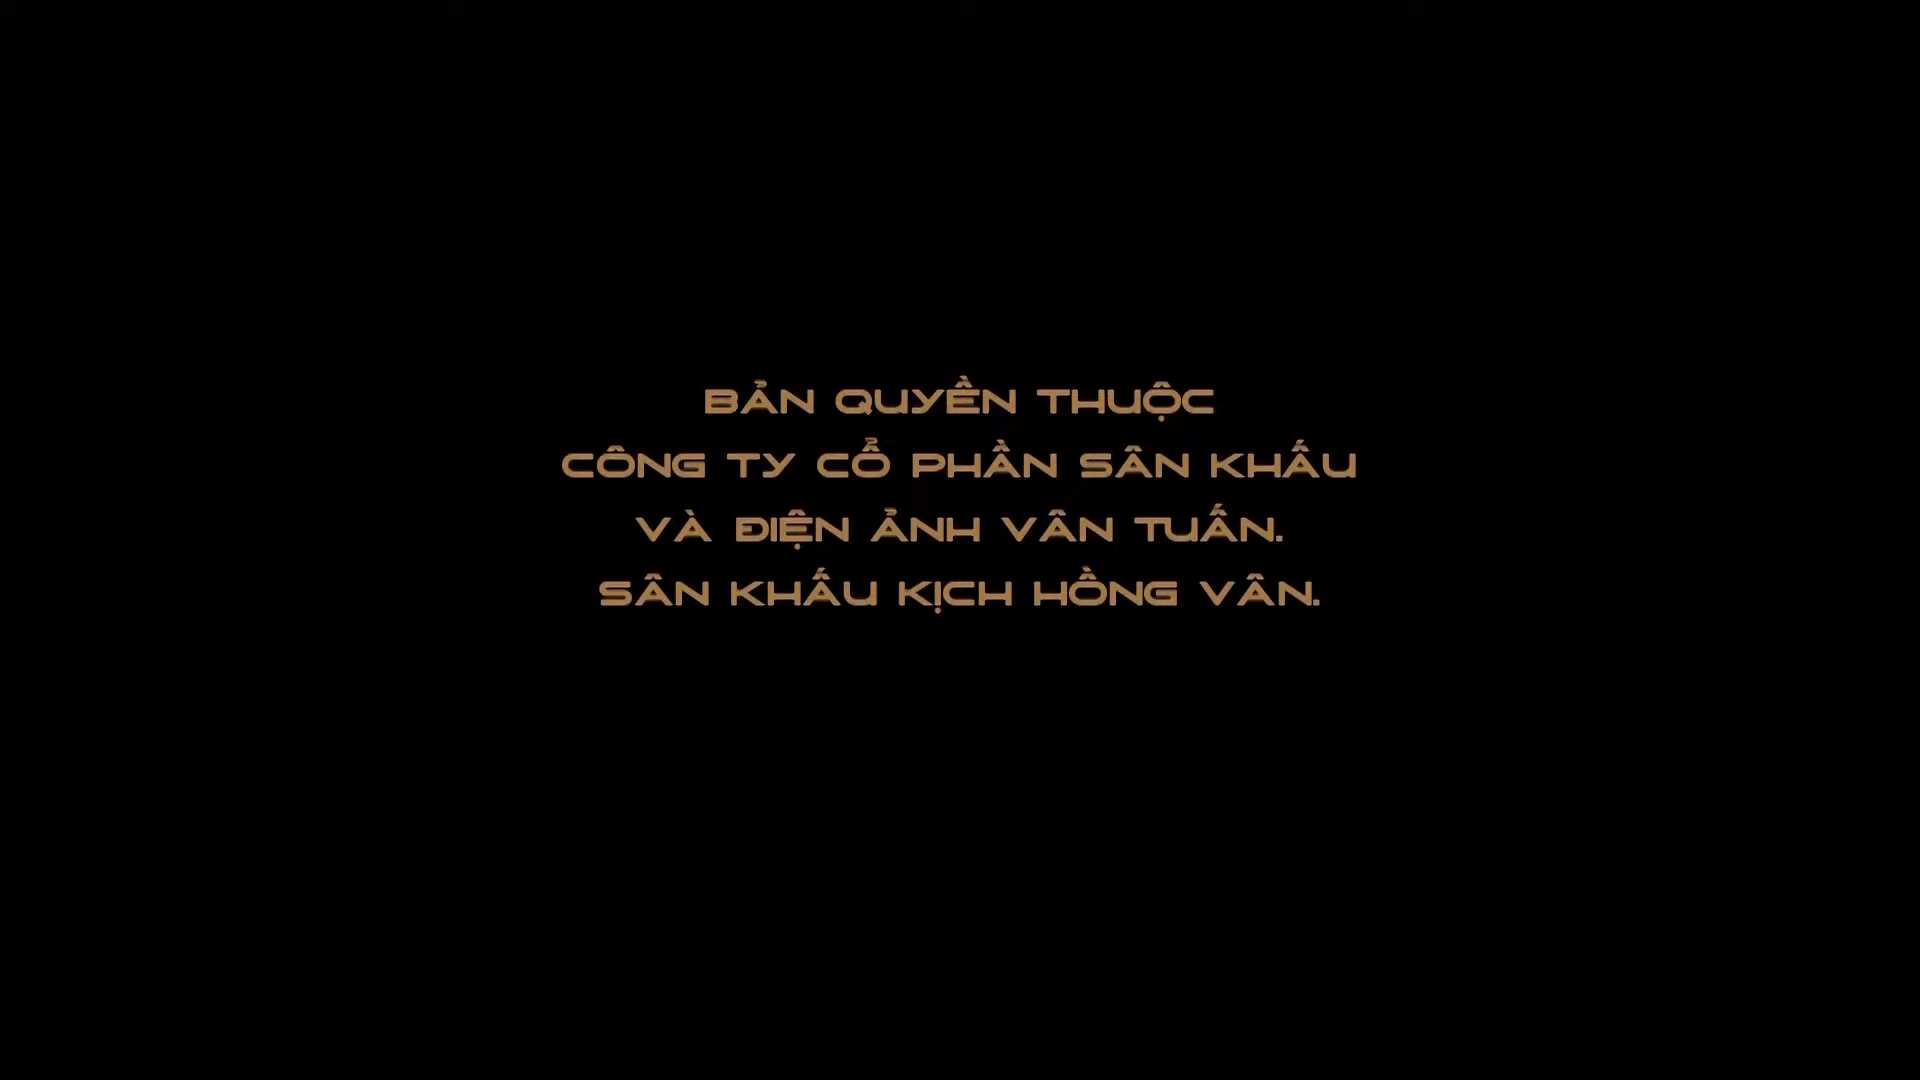 BẢN QUYỀN THUỘC
CÔNG TY CỔ PHẦN SÂN KHẤU
VÀ ĐIỆN ẢNH VÂN TUẤN.
SÂN KHẤU KỊCH HỒNG VÂN.